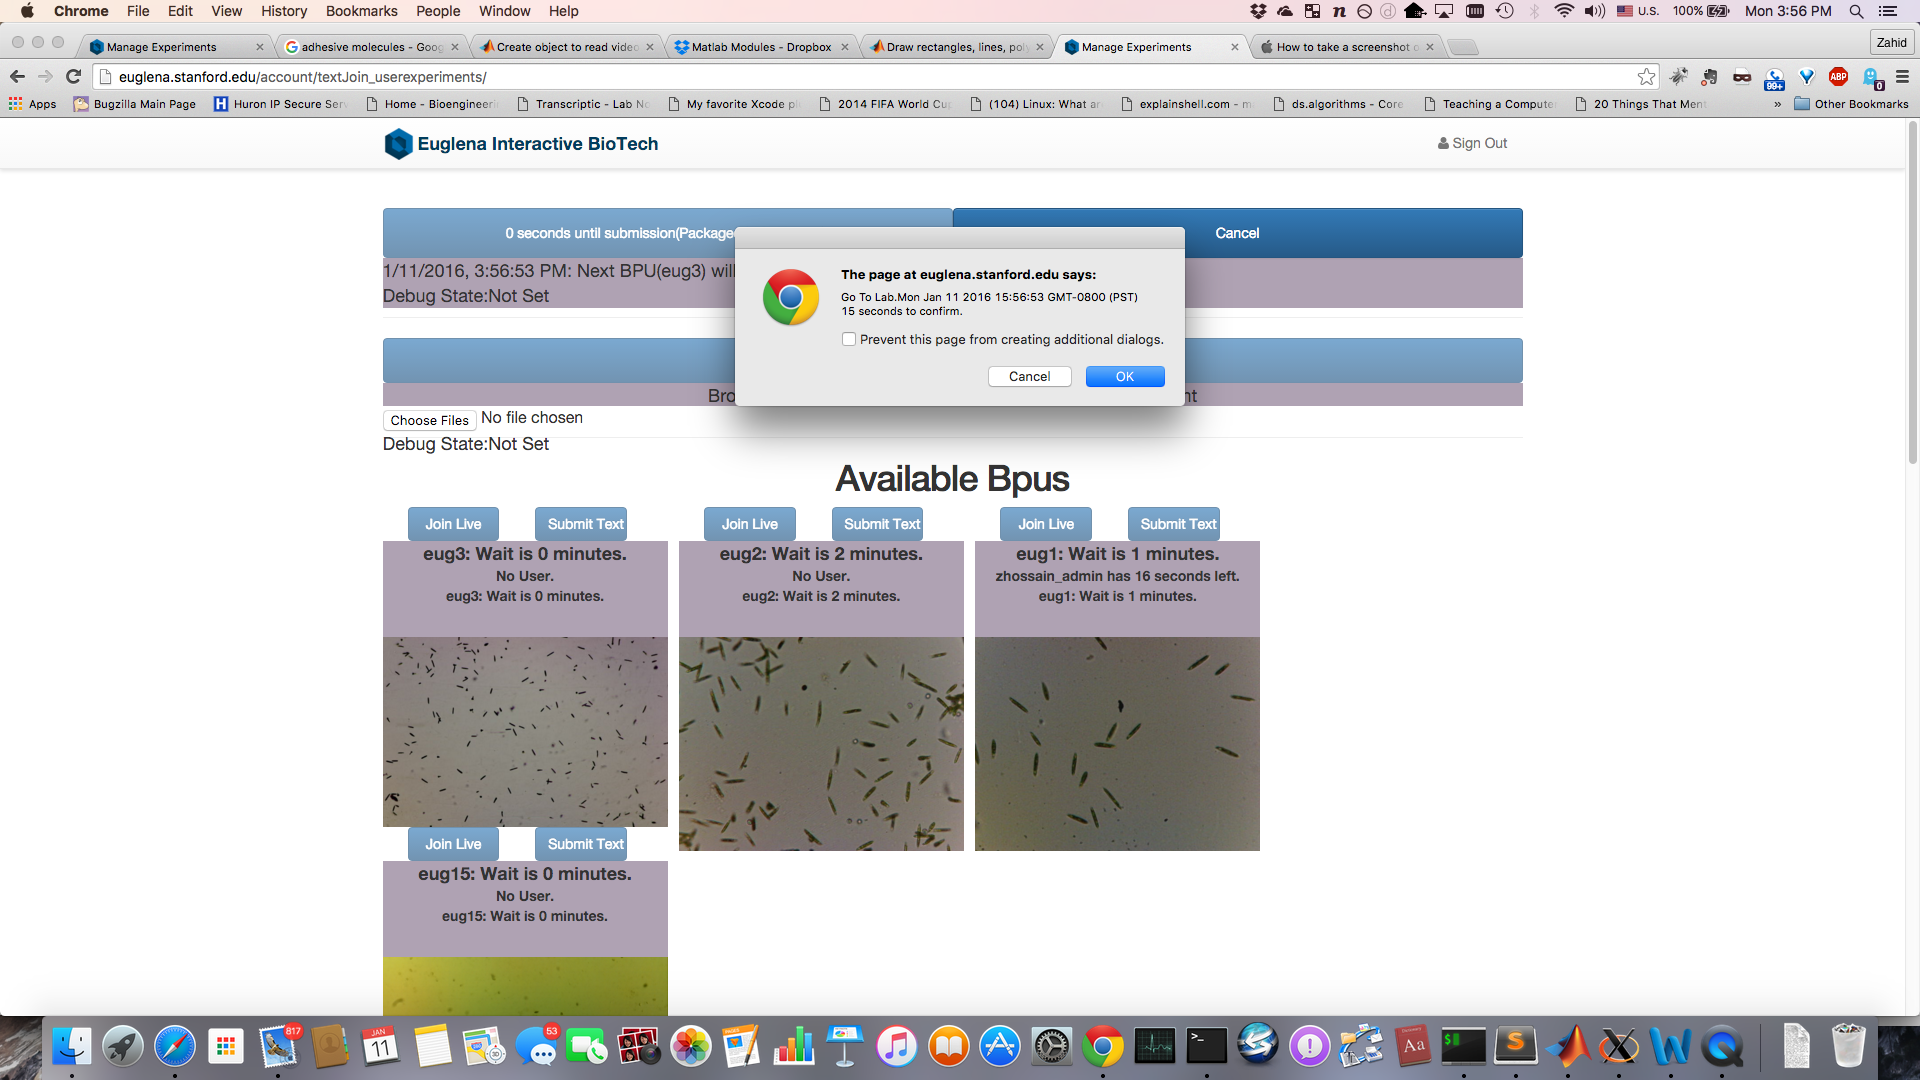 Chrome File Edit View History Bookmarks People Window Help
U.S. 100% Mon 3:56 PM
Manage Experiments
adhesive molecules - Goog
Create object to read video
Matlab Modules - Dropbox
Draw rectangles, lines, poly
Manage Experiments
How to take a screenshot o
Zahid
euglena.stanford.edu/account/textJoin_userexperiments/
ABP
99+
0
Apps
Bugzilla Main Page
Huron IP Secure Serv
Home - Bioengineeri
Transcriptic - Lab No
My favorite Xcode pl
2014 FIFA World Cup
(104) Linux: What ar
explainshell.com - m
ds.algorithms - Core
Teaching a Compute
20 Things That Ment
» Other Bookmarks
Euglena Interactive BioTech
Sign Out
0 seconds until submission(Package
Cancel
1/11/2016, 3:56:53 PM: Next BPU(eug3) will
Debug State:Not Set
The page at euglena.stanford.edu says:
Go To Lab.Mon Jan 11 2016 15:56:53 GMT-0800 (PST)
15 seconds to confirm.
Prevent this page from creating additional dialogs.
Cancel OK
Bro
nt
Choose Files No file chosen
Debug State:Not Set
Available Bpus
Join Live Submit Text
eug3: Wait is 0 minutes.
No User.
eug3: Wait is 0 minutes.
Join Live Submit Text
eug2: Wait is 2 minutes.
No User.
eug2: Wait is 2 minutes.
Join Live Submit Text
eug1: Wait is 1 minutes.
zhossain_admin has 16 seconds left.
eug1: Wait is 1 minutes.
Join Live Submit Text
eug15: Wait is 0 minutes.
No User.
eug15: Wait is 0 minutes.
817
JAN
11
53
Aa